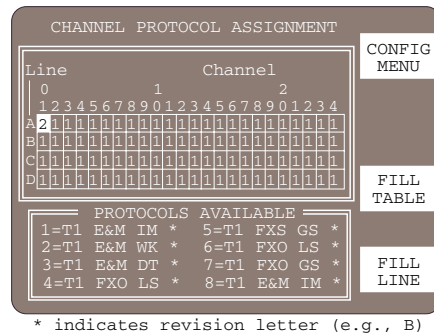 CHANNEL PROTOCOL ASSIGNMENT
CONFIG
MENU
Line Channel
0 1 2
1 2 3 4 5 6 7 8 9 0 1 2 3 4 5 6 7 8 9 0 1 2 3 4
A 2 1 1 1 1 1 1 1 1 1 1 1 1 1 1 1 1 1 1 1 1 1 1 1
B 1 1 1 1 1 1 1 1 1 1 1 1 1 1 1 1 1 1 1 1 1 1 1 1
C 1 1 1 1 1 1 1 1 1 1 1 1 1 1 1 1 1 1 1 1 1 1 1 1
D 1 1 1 1 1 1 1 1 1 1 1 1 1 1 1 1 1 1 1 1 1 1 1 1
FILL
TABLE
PROTOCOLS AVAILABLE
1=T1 E&M IM * 5=T1 FXS GS *
2=T1 E&M WK * 6=T1 FXO LS *
3=T1 E&M DT * 7=T1 FXO GS *
4=T1 FXO LS * 8=T1 E&M IM *
FILL
LINE
* indicates revision letter (e.g., B)